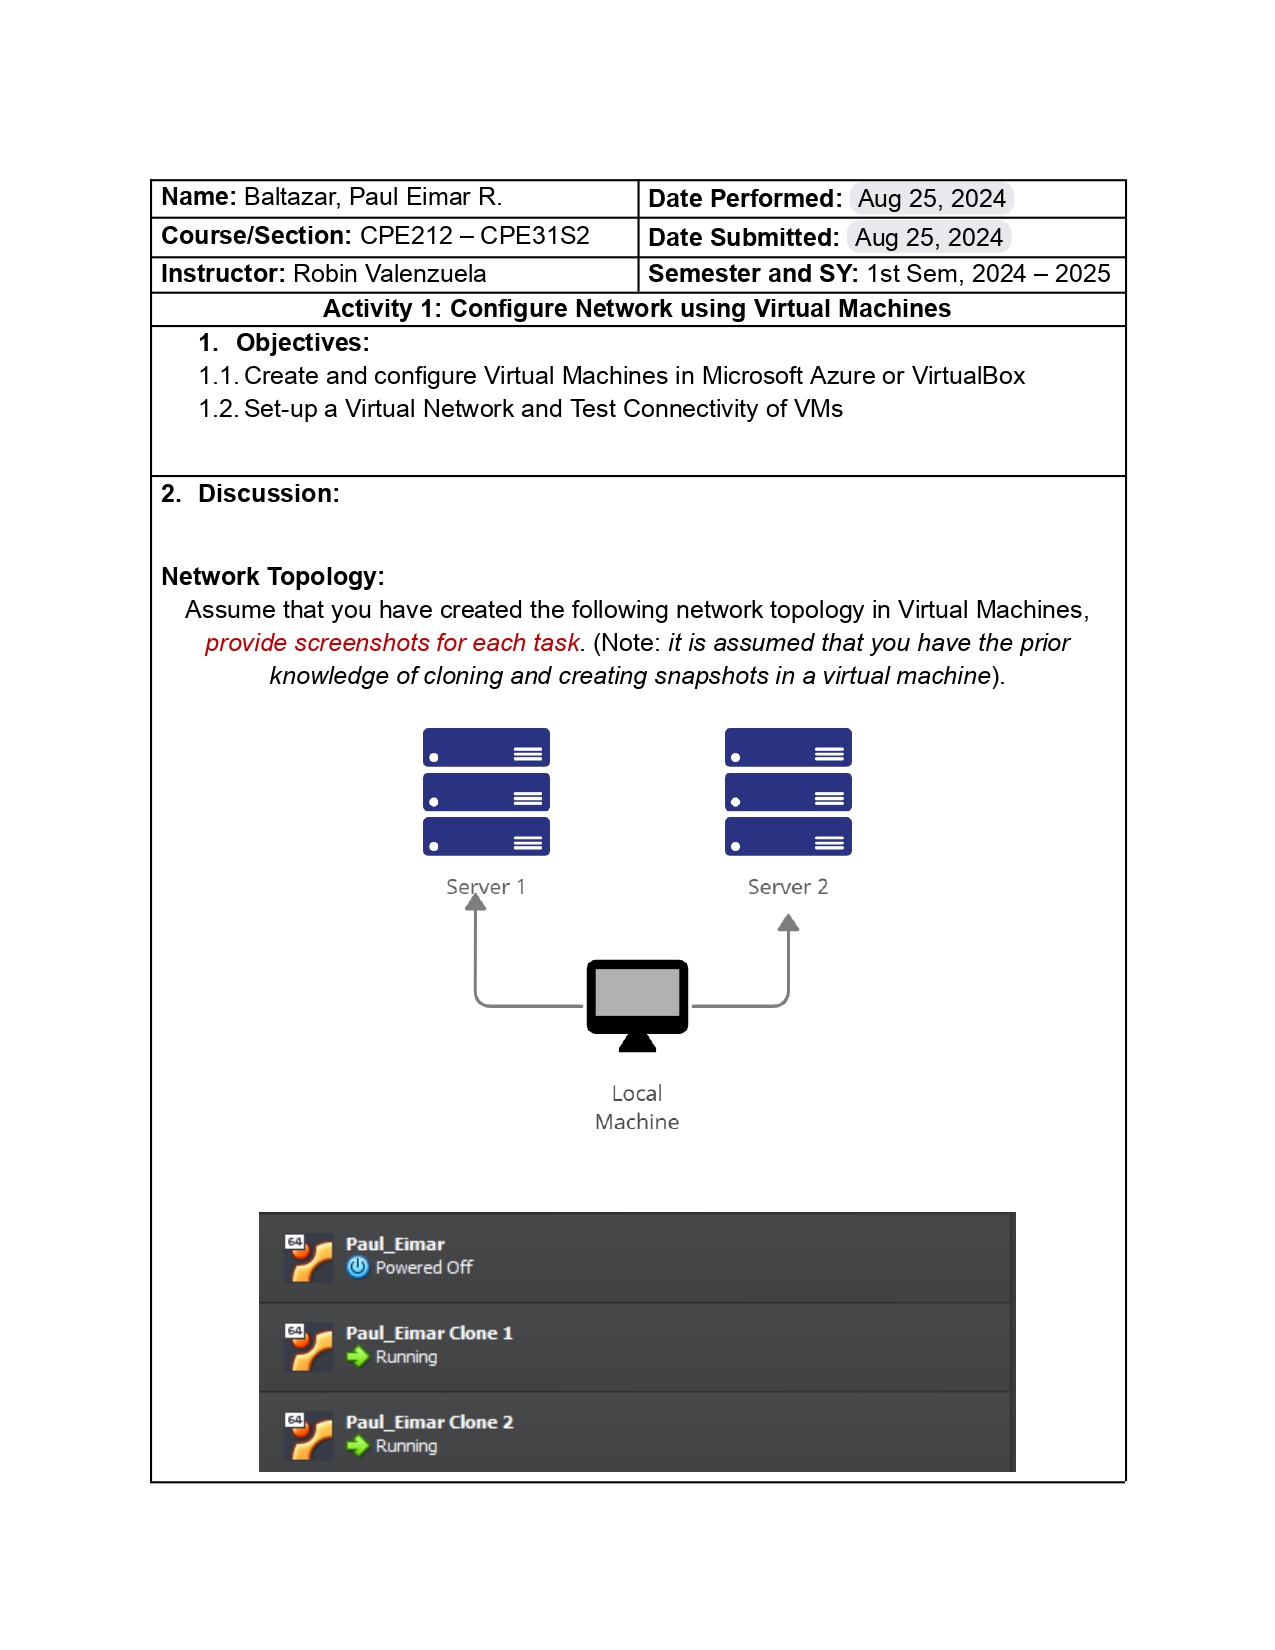 Name: Baltazar, Paul Eimar R.
Date Performed: Aug 25, 2024
Course/Section: CPE212 – CPE31S2
Date Submitted: Aug 25, 2024
Instructor: Robin Valenzuela
Semester and SY: 1st Sem, 2024 – 2025
Activity 1: Configure Network using Virtual Machines
1. Objectives:
1.1. Create and configure Virtual Machines in Microsoft Azure or VirtualBox
1.2. Set-up a Virtual Network and Test Connectivity of VMs
2. Discussion:
Network Topology:
Assume that you have created the following network topology in Virtual Machines,
provide screenshots for each task. (Note: it is assumed that you have the prior
knowledge of cloning and creating snapshots in a virtual machine).
Server 1
Server 2
Local
Machine
64
Paul_Eimar
Powered Off
64
Paul_Eimar Clone 1
Running
64
Paul_Eimar Clone 2
Running